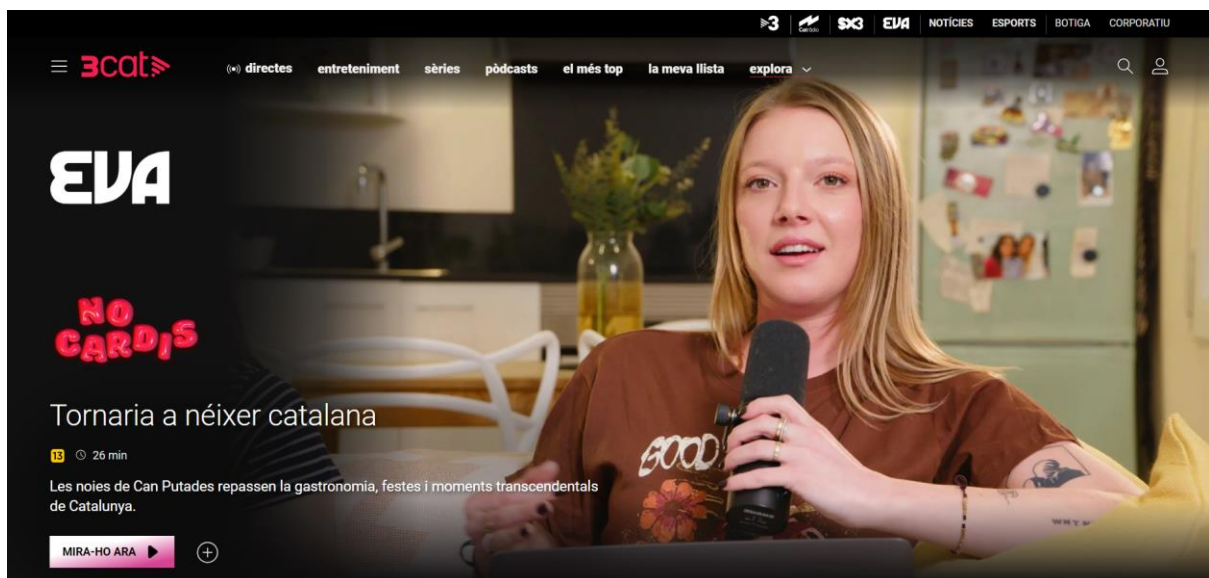 3 CatRàdio SX3 EVA NOTÍCIES ESPORTS BOTIGA CORPORATIU
3cat directes entreteniment sèries pòdcasts el més top la meva llista explora
EVA
NO
CARDIS
Tornaria a néixer catalana
13 26 min
Les noies de Can Putades repassen la gastronomia, festes i moments transcendentals
de Catalunya.
MIRA-HO ARA
GOOD
WHY N